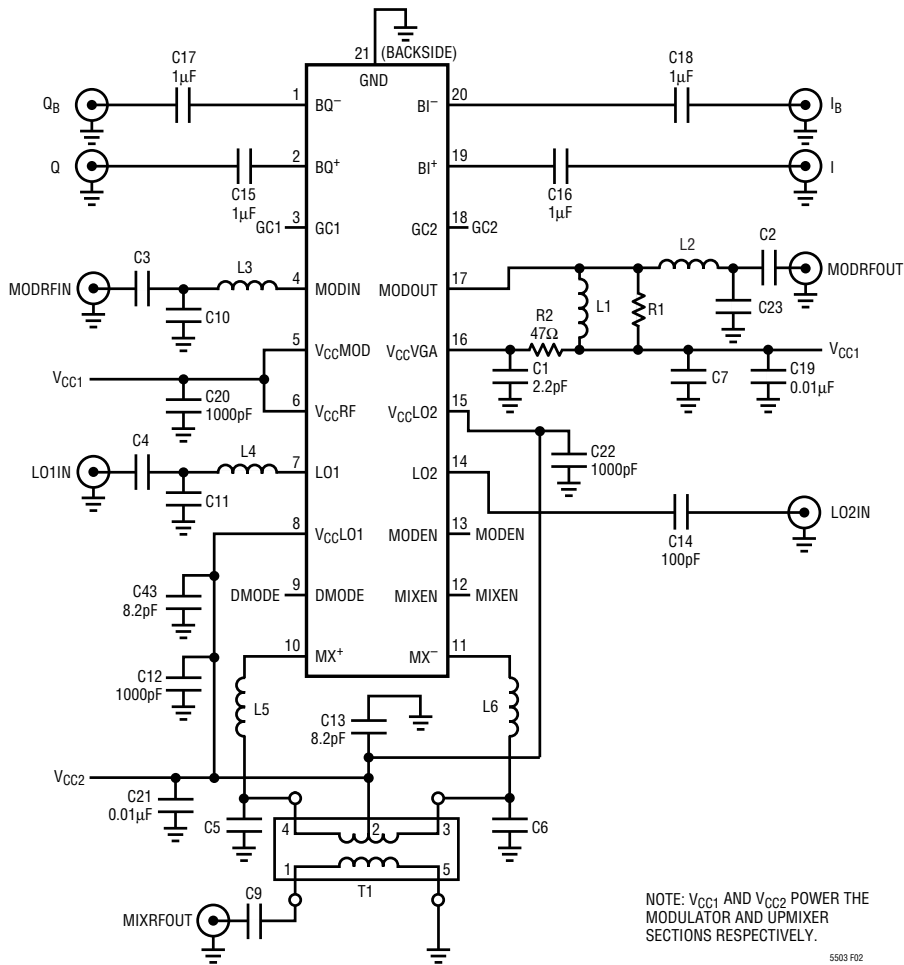 21 (BACKSIDE)
GND
C17
1µF
C18
1µF
QB
1 BQ−
BI− 20
IB
Q
2 BQ+
BI+ 19
I
C15
1µF
C16
1µF
GC1 3 GC1
GC2 18 GC2
C3
L3
L2
C2
MODRFIN
4 MODIN
MODOUT 17
MODRFOUT
C10
L1
R1
C23
R2
47Ω
5 VCCMOD
VCCVGA 16
VCC1
VCC1
C1
2.2pF
C7
C19
0.01µF
C20
1000pF
6 VCCRF
VCCLO2 15
C4
L4
C22
1000pF
LO1IN
7 LO1
LO2 14
C11
LO2IN
8 VCCLO1
MODEN 13 MODEN
C14
100pF
C43
8.2pF
DMODE 9 DMODE
MIXEN 12 MIXEN
10 MX+
MX− 11
C12
1000pF
L5
C13
8.2pF
L6
VCC2
C21
0.01µF
C5
4 2 3
C6
1 5
T1
C9
MIXRFOUT
NOTE: VCC1 AND VCC2 POWER THE
MODULATOR AND UPMIXER
SECTIONS RESPECTIVELY.
5503 F02